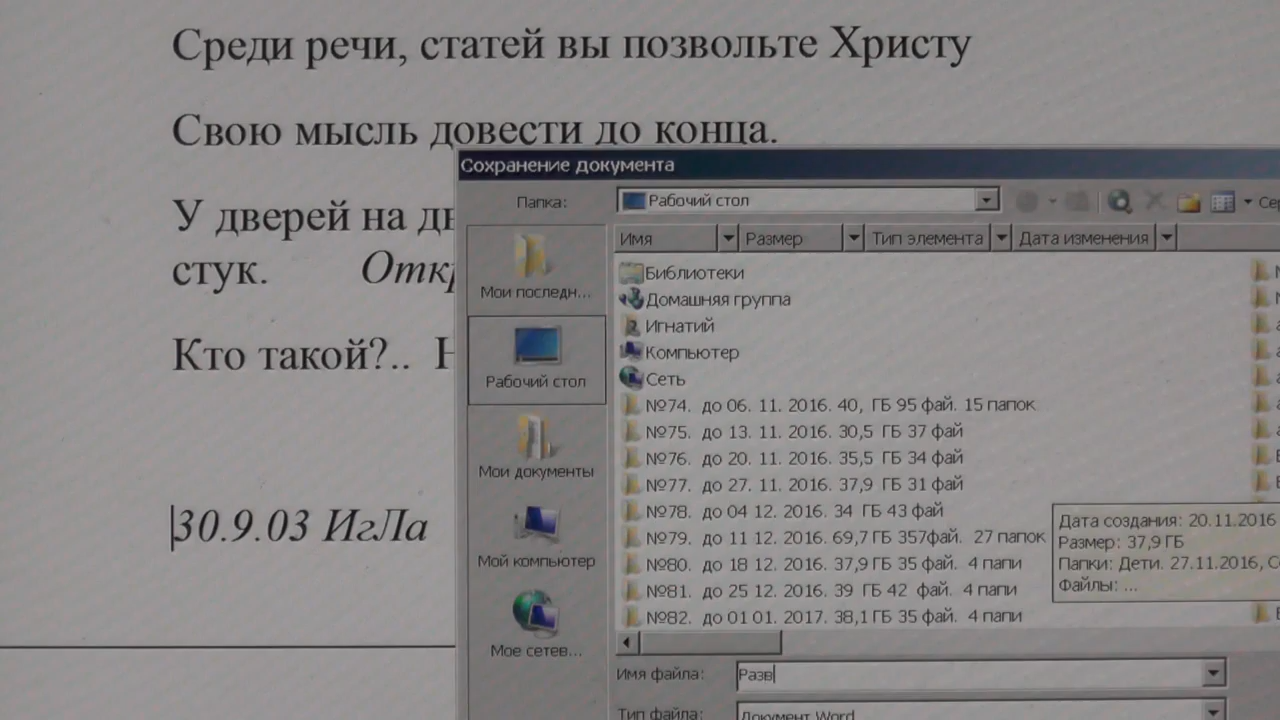 Среди речи, статей вы позвольте Христу
Свою мысль довести до конца.
У дверей на
стук. Откр
Кто такой?..
30.9.03 ИгЛа
Сохранение документа
Папка: Рабочий стол
Имя Размер Тип элемента Дата изменения
Мои последн...
Рабочий стол
Мои документы
Мой компьютер
Мое сетев...
Библиотеки
Домашняя группа
Игнатий
Компьютер
Сеть
№74. до 06. 11. 2016. 40, ГБ 95 фай. 15 папок
№75. до 13. 11. 2016. 30,5 ГБ 37 фай
№76. до 20. 11. 2016. 35,5 ГБ 34 фай
№77. до 27. 11. 2016. 37,9 ГБ 31 фай
№78. до 04 12. 2016. 34 ГБ 43 фай
№79. до 11 12. 2016. 69,7 ГБ 357фай. 27 папок
№80. до 18 12. 2016. 37,9 ГБ 35 фай. 4 папи
№81. до 25 12. 2016. 39 ГБ 42 фай. 4 папи
№82. до 01 01. 2017. 38,1 ГБ 35 фай. 4 папи
Дата создания: 20.11.2016
Размер: 37,9 ГБ
Папки: Дети. 27.11.2016, С
Файлы: ...
Имя файла: Разв
Тип файла: Документ Word